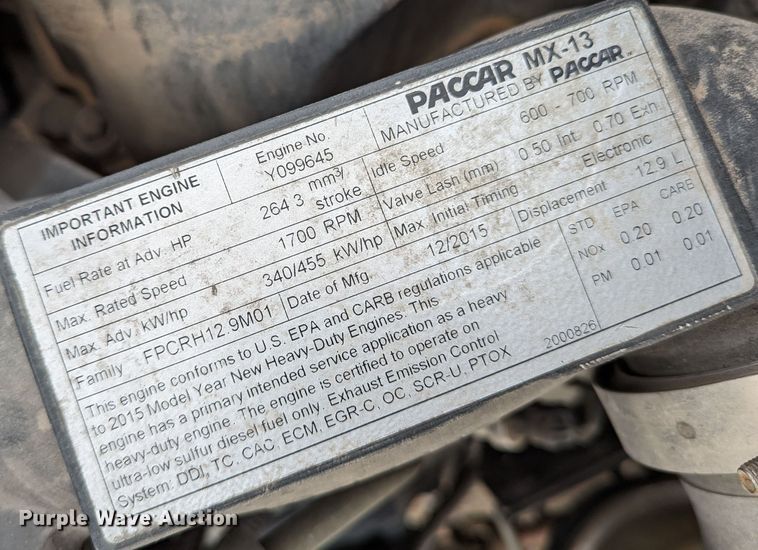 PACCAR MX-13
MANUFACTURED BY PACCAR
IMPORTANT ENGINE INFORMATION
Engine No.
Y099645
Fuel Rate at Adv. HP 264.3 mm3/stroke
Idle Speed 600 - 700 RPM
Max. Rated Speed 1700 RPM
Valve Lash (mm) 0.50 Int. 0.70 Exh.
Max. Adv. kW/hp 340/455 kW/hp
Max. Initial Timing Electronic
Family FPCRH12.9M01
Date of Mfg. 12/2015
Displacement 12.9 L
This engine conforms to U.S. EPA and CARB regulations applicable
to 2015 Model Year New Heavy-Duty Engines. This
engine has a primary intended service application as a heavy
heavy-duty engine. The engine is certified to operate on
ultra-low sulfur diesel fuel only. Exhaust Emission Control
System: DDI, TC, CAC, ECM, EGR-C, OC, SCR-U, PTOX
STD EPA CARB
NOx 0.20 0.20
PM 0.01 0.01
2000826
Purple Wave Auction